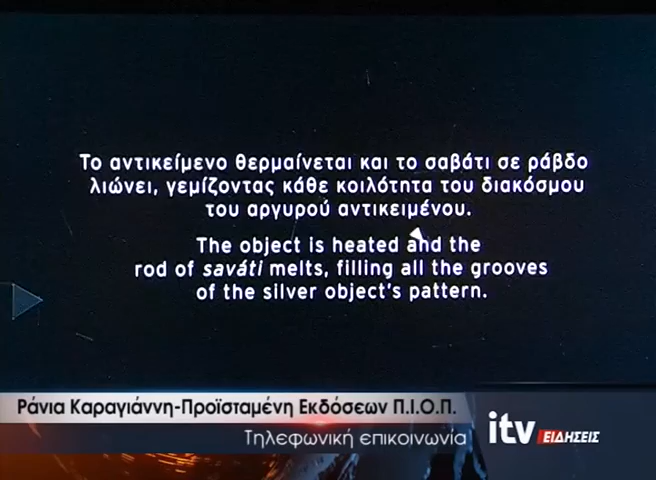 Το αντικείμενο θερμαίνεται και το σαβάτι σε ράβδο
λιώνει, γεμίζοντας κάθε κοιλότητα του διακόσμου
του αργυρού αντικειμένου.
The object is heated and the
rod of saváti melts, filling all the grooves
of the silver object's pattern.
Ράνια Καραγιάννη-Προϊσταμένη Εκδόσεων Π.Ι.Ο.Π.
Τηλεφωνική επικοινωνία
itv ΕΙΔΗΣΕΙΣ